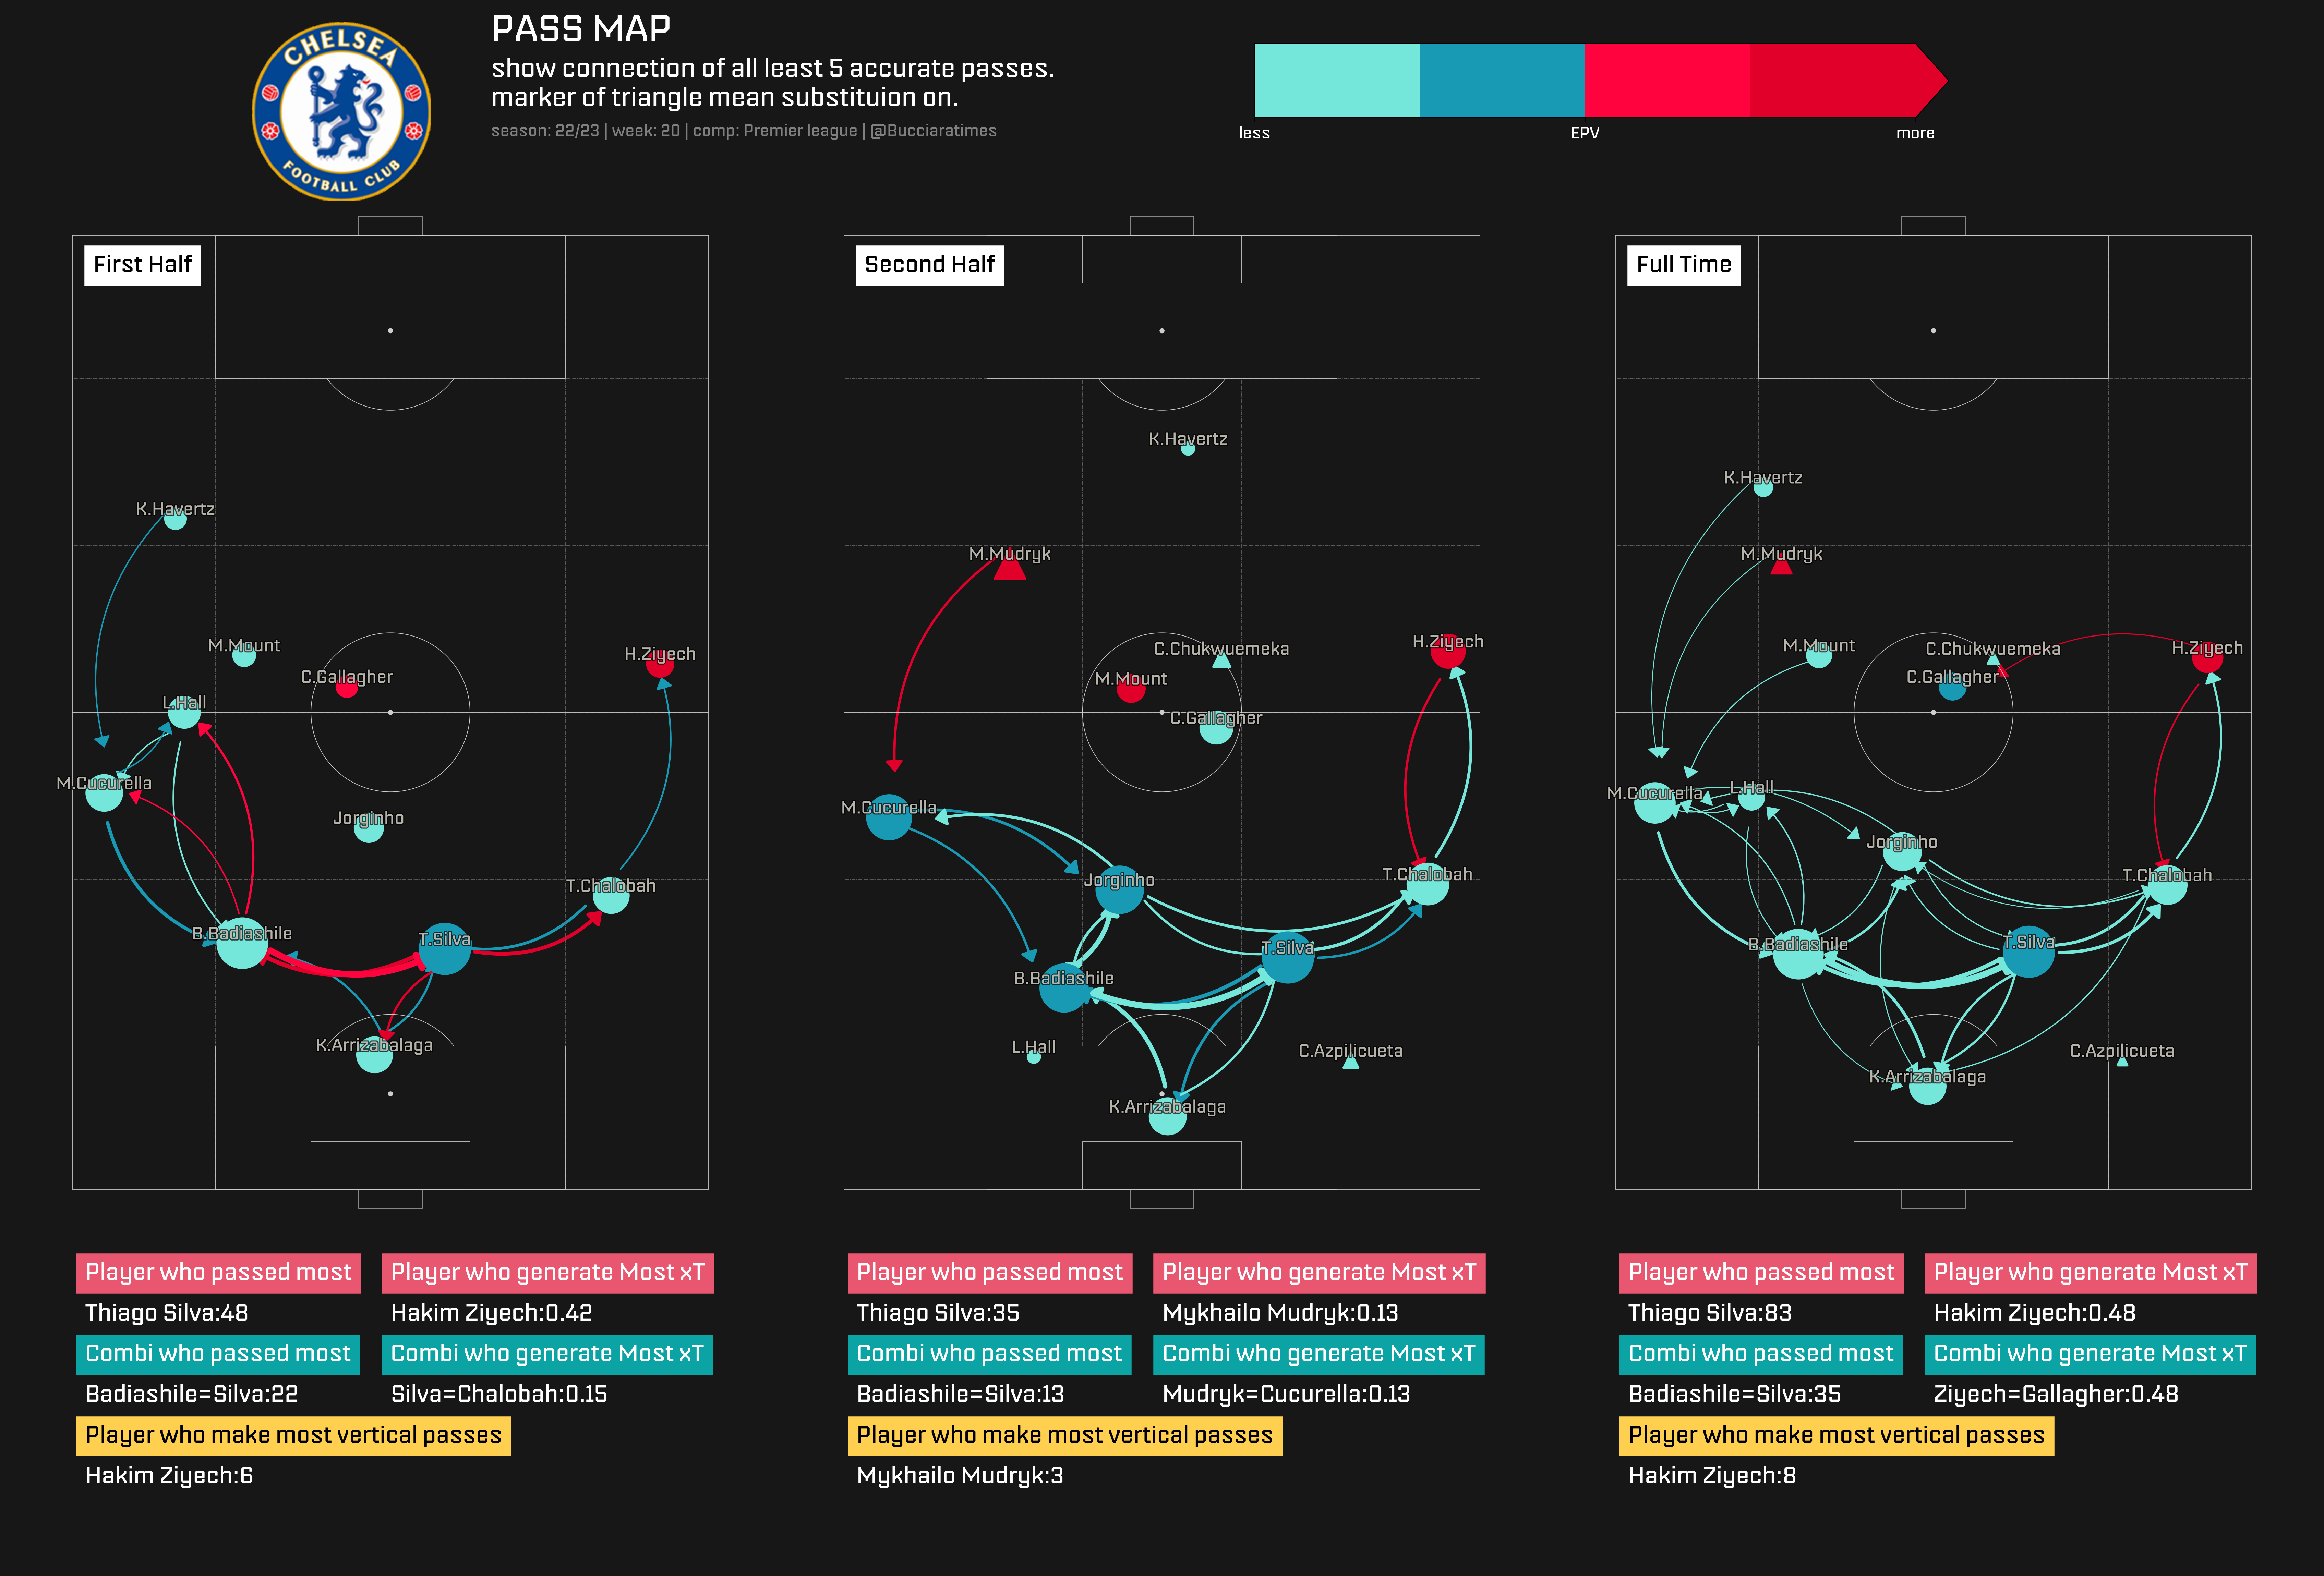 CHELSEA
FOOTBALL CLUB
PASS MAP
show connection of all least 5 accurate passes.
marker of triangle mean substituion on.
season: 22/23 | week: 20 | comp: Premier league | @Bucciaratimes
less EPV more
First Half
K.Havertz
M.Mount
H.Ziyech
C.Gallagher
L.Hall
M.Cucurella
Jorginho
T.Chalobah
B.Badiashile
T.Silva
K.Arrizabalaga
Second Half
K.Havertz
M.Mudryk
H.Ziyech
C.Chukwuemeka
M.Mount
C.Gallagher
M.Cucurella
T.Chalobah
Jorginho
T.Silva
B.Badiashile
L.Hall
C.Azpilicueta
K.Arrizabalaga
Full Time
K.Havertz
M.Mudryk
M.Mount
C.Chukwuemeka
H.Ziyech
C.Gallagher
L.Hall
M.Cucurella
Jorginho
T.Chalobah
T.Silva
B.Badiashile
C.Azpilicueta
K.Arrizabalaga
Player who passed most
Thiago Silva:48
Player who generate Most xT
Hakim Ziyech:0.42
Combi who passed most
Badiashile=Silva:22
Combi who generate Most xT
Silva=Chalobah:0.15
Player who make most vertical passes
Hakim Ziyech:6
Player who passed most
Thiago Silva:35
Player who generate Most xT
Mykhailo Mudryk:0.13
Combi who passed most
Badiashile=Silva:13
Combi who generate Most xT
Mudryk=Cucurella:0.13
Player who make most vertical passes
Mykhailo Mudryk:3
Player who passed most
Thiago Silva:83
Player who generate Most xT
Hakim Ziyech:0.48
Combi who passed most
Badiashile=Silva:35
Combi who generate Most xT
Ziyech=Gallagher:0.48
Player who make most vertical passes
Hakim Ziyech:8